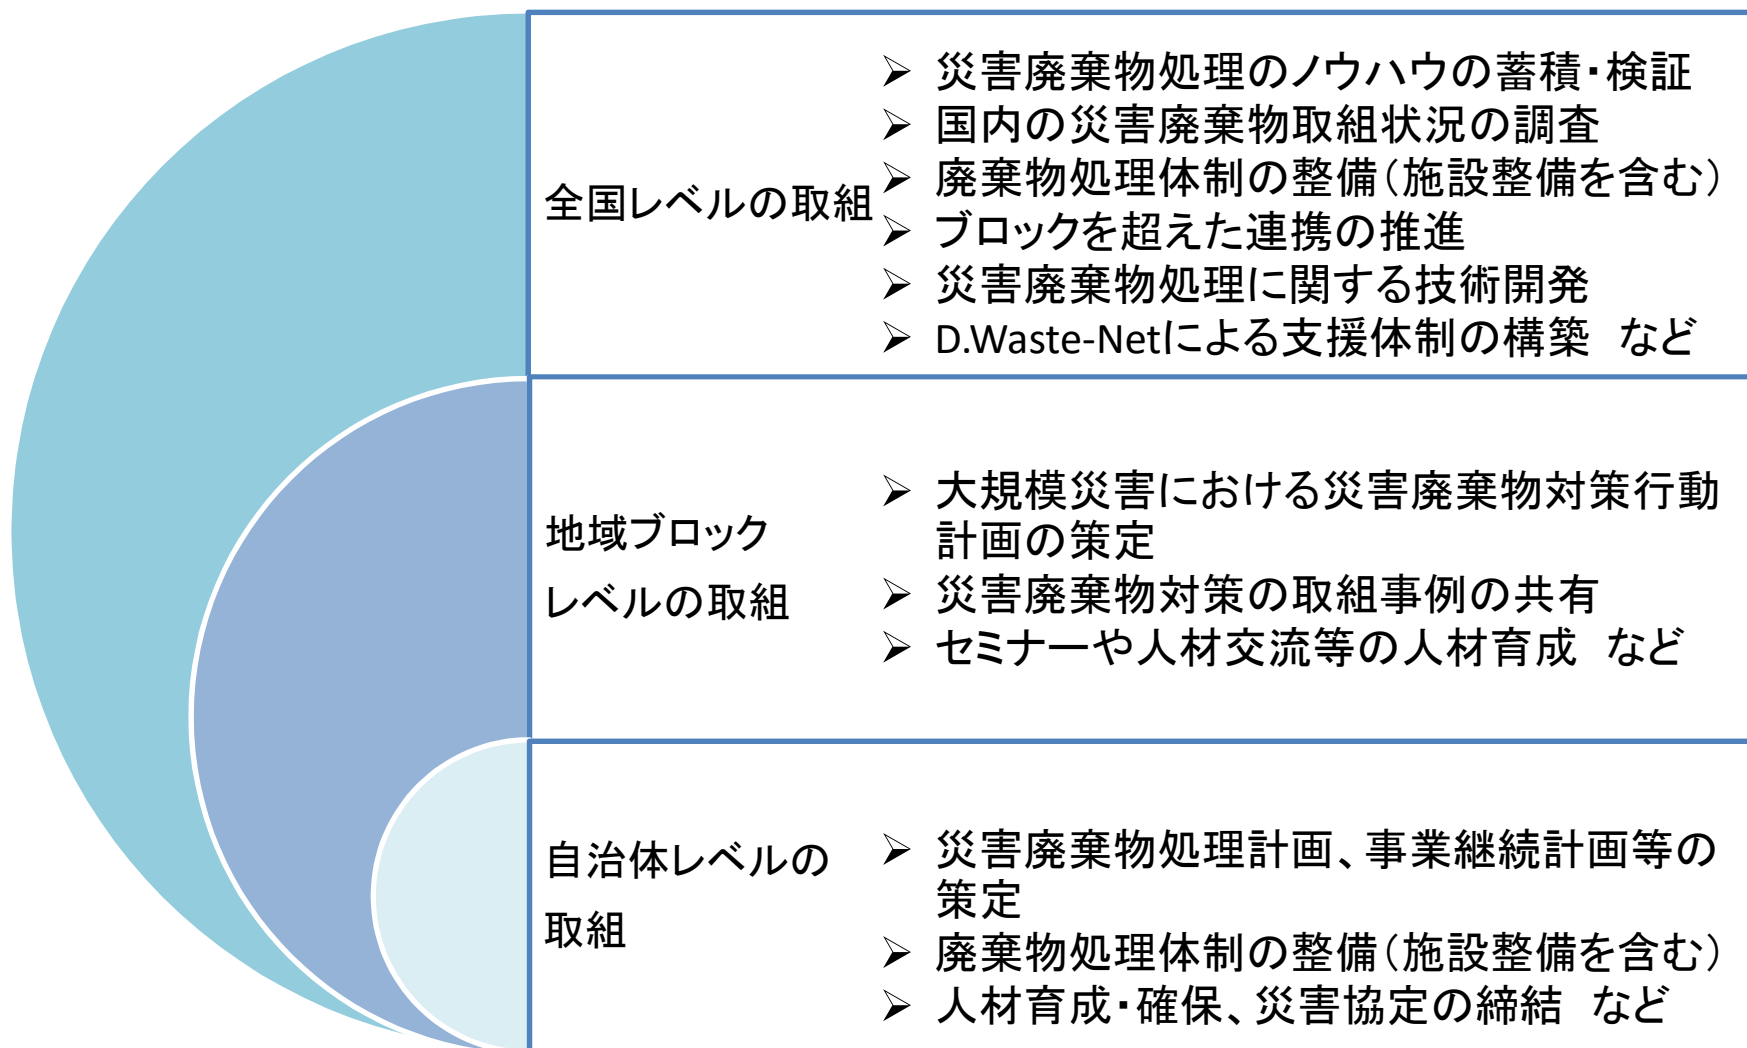 全国レベルの取組
➢ 災害廃棄物処理のノウハウの蓄積・検証
➢ 国内の災害廃棄物取組状況の調査
➢ 廃棄物処理体制の整備（施設整備を含む）
➢ ブロックを超えた連携の推進
➢ 災害廃棄物処理に関する技術開発
➢ D.Waste-Netによる支援体制の構築　など
地域ブロック
レベルの取組
➢ 大規模災害における災害廃棄物対策行動
計画の策定
➢ 災害廃棄物対策の取組事例の共有
➢ セミナーや人材交流等の人材育成　など
自治体レベルの
取組
➢ 災害廃棄物処理計画、事業継続計画等の
策定
➢ 廃棄物処理体制の整備（施設整備を含む）
➢ 人材育成・確保、災害協定の締結　など